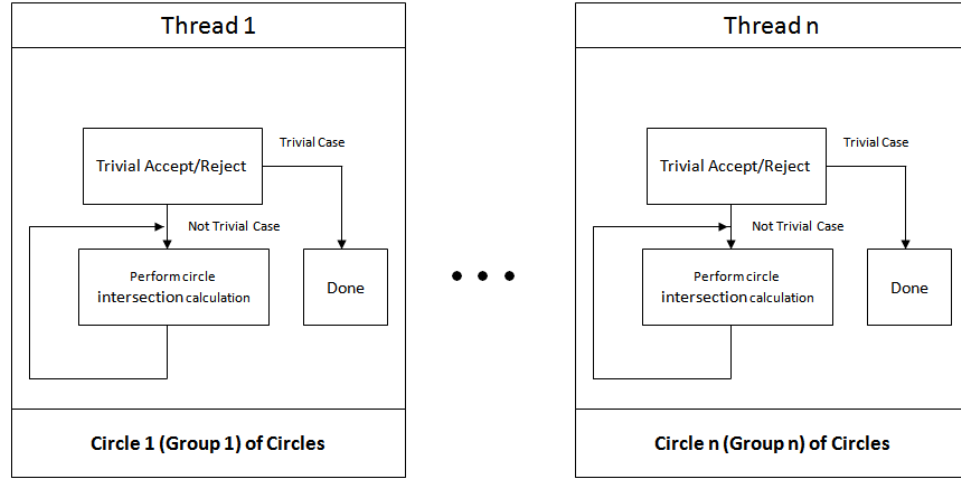 Thread 1
Trivial Accept/Reject
Trivial Case
Not Trivial Case
Perform circle
intersection calculation
Done
Circle 1 (Group 1) of Circles
Thread n
Trivial Accept/Reject
Trivial Case
Not Trivial Case
Perform circle
intersection calculation
Done
Circle n (Group n) of Circles